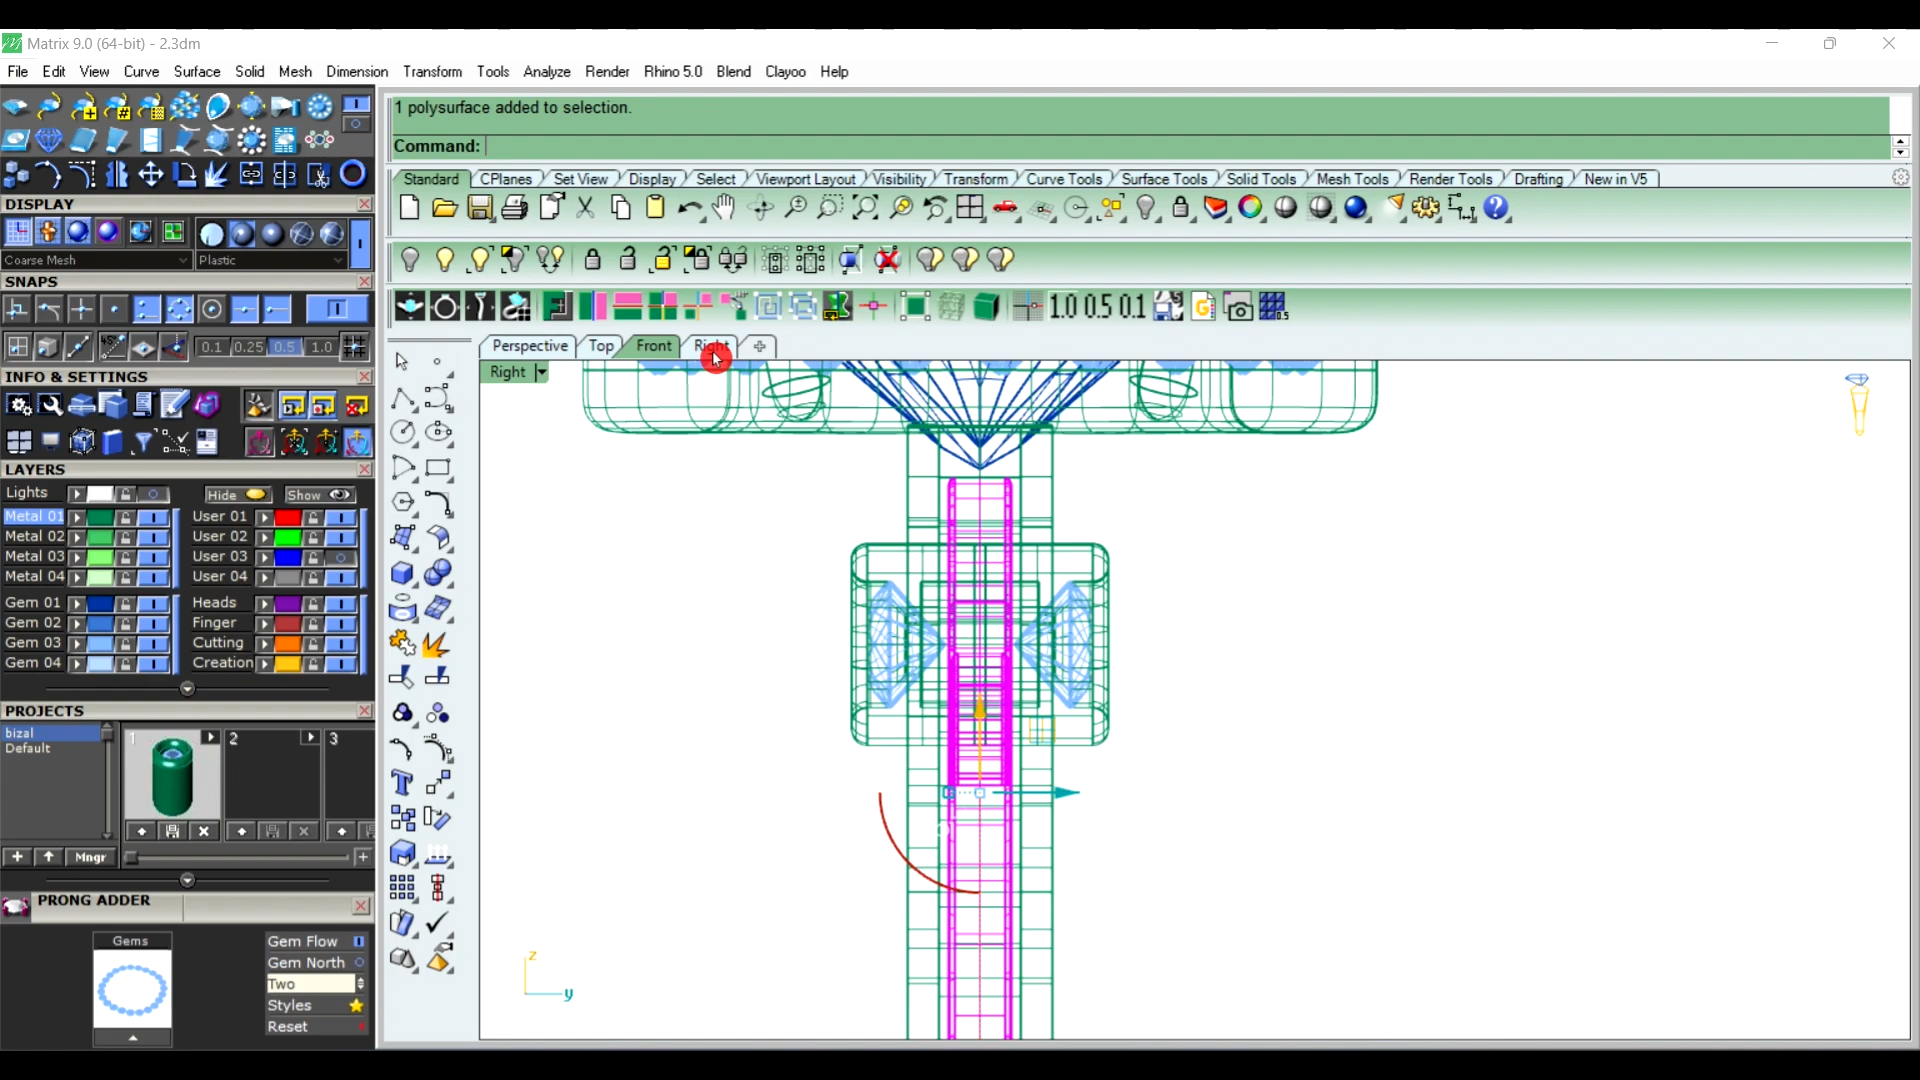 Matrix 9.0 (64-bit) - 2.3dm
File Edit View Curve Surface Solid Mesh Dimension Transform Tools Analyze Render Rhino 5.0 Blend Clayoo Help
1 polysurface added to selection.
Command:
Standard CPlanes Set View Display Select Viewport Layout Visibility Transform Curve Tools Surface Tools Solid Tools Mesh Tools Render Tools Drafting New in V5
DISPLAY
Coarse Mesh Plastic
SNAPS
1.0 0.5 0.1
0.1 0.25 0.5 1.0
Perspective Top Front Right
Right
INFO & SETTINGS
LAYERS
Lights Hide Show
Metal 01 User 01
Metal 02 User 02
Metal 03 User 03
Metal 04 User 04
Gem 01 Heads
Gem 02 Finger
Gem 03 Cutting
Gem 04 Creation
PROJECTS
bizal
Default
1 2 3
Mngr
PRONG ADDER
Gems
Gem Flow
Gem North
Two
Styles
Reset
z
y